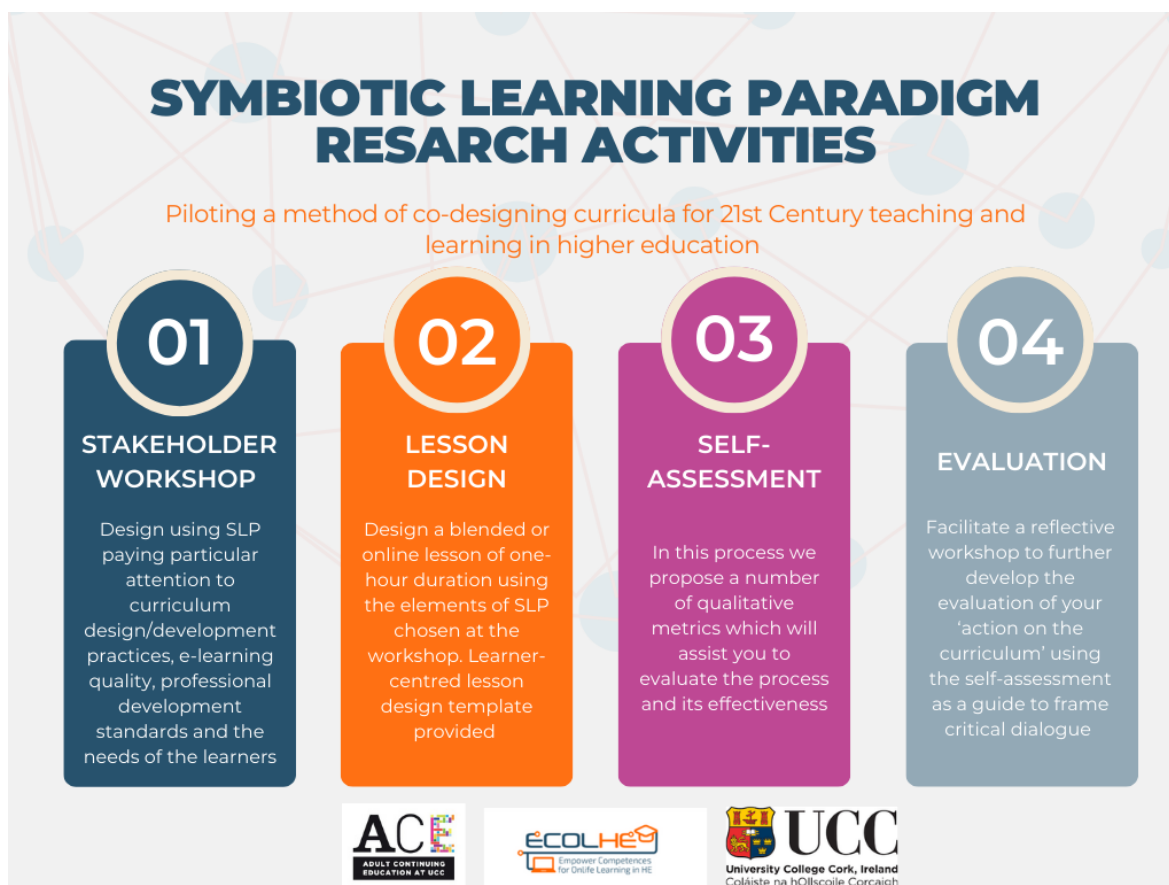 SYMBIOTIC LEARNING PARADIGM
RESARCH ACTIVITIES
Piloting a method of co-designing curricula for 21st Century teaching and
learning in higher education
01
STAKEHOLDER
WORKSHOP
Design using SLP
paying particular
attention to
curriculum
design/development
practices, e-learning
quality, professional
development
standards and the
needs of the learners
02
LESSON
DESIGN
Design a blended or
online lesson of one-
hour duration using
the elements of SLP
chosen at the
workshop. Learner-
centred lesson
design template
provided
03
SELF-
ASSESSMENT
In this process we
propose a number
of qualitative
metrics which will
assist you to
evaluate the process
and its effectiveness
04
EVALUATION
Facilitate a reflective
workshop to further
develop the
evaluation of your
‘action on the
curriculum’ using
the self-assessment
as a guide to frame
critical dialogue
ACE
ADULT CONTINUING
EDUCATION AT UCC
ECOLHE
Empower Competences
for Onlife Learning in HE
UCC
University College Cork, Ireland
Coláiste na hOllscoile Corcaigh